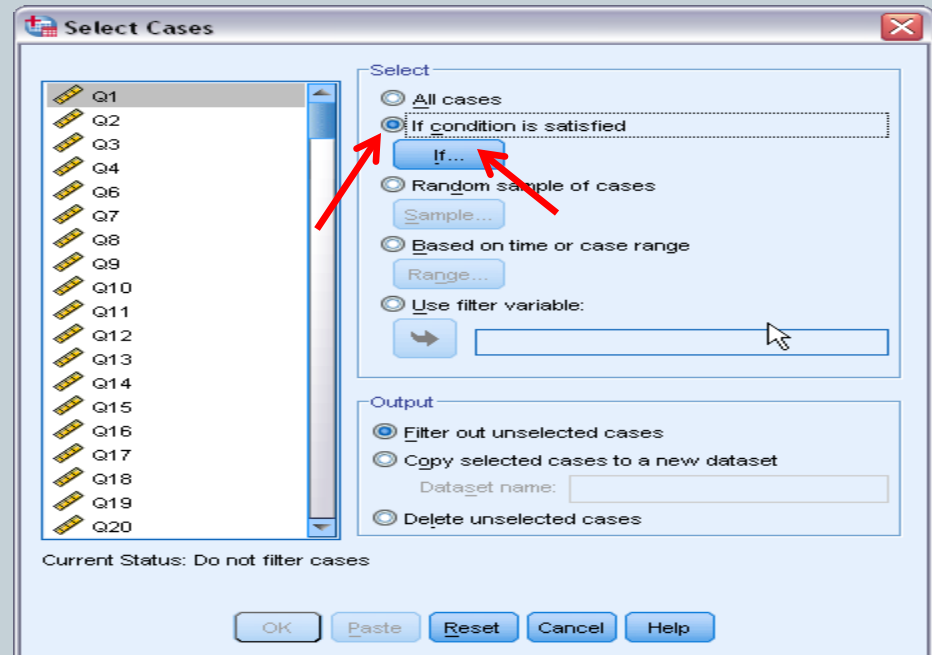 Select Cases
Q1
Q2
Q3
Q4
Q6
Q7
Q8
Q9
Q10
Q11
Q12
Q13
Q14
Q15
Q16
Q17
Q18
Q19
Q20
Select
All cases
If condition is satisfied
If...
Random sample of cases
Sample...
Based on time or case range
Range...
Use filter variable:
Output
Filter out unselected cases
Copy selected cases to a new dataset
Dataset name:
Delete unselected cases
Current Status: Do not filter cases
OK Paste Reset Cancel Help